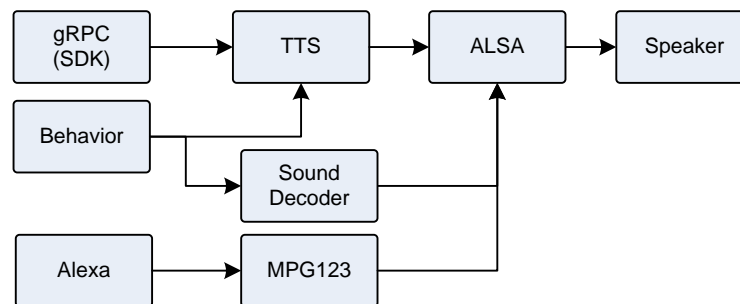 gRPC
(SDK)
TTS
ALSA
Speaker
Behavior
Sound
Decoder
Alexa
MPG123